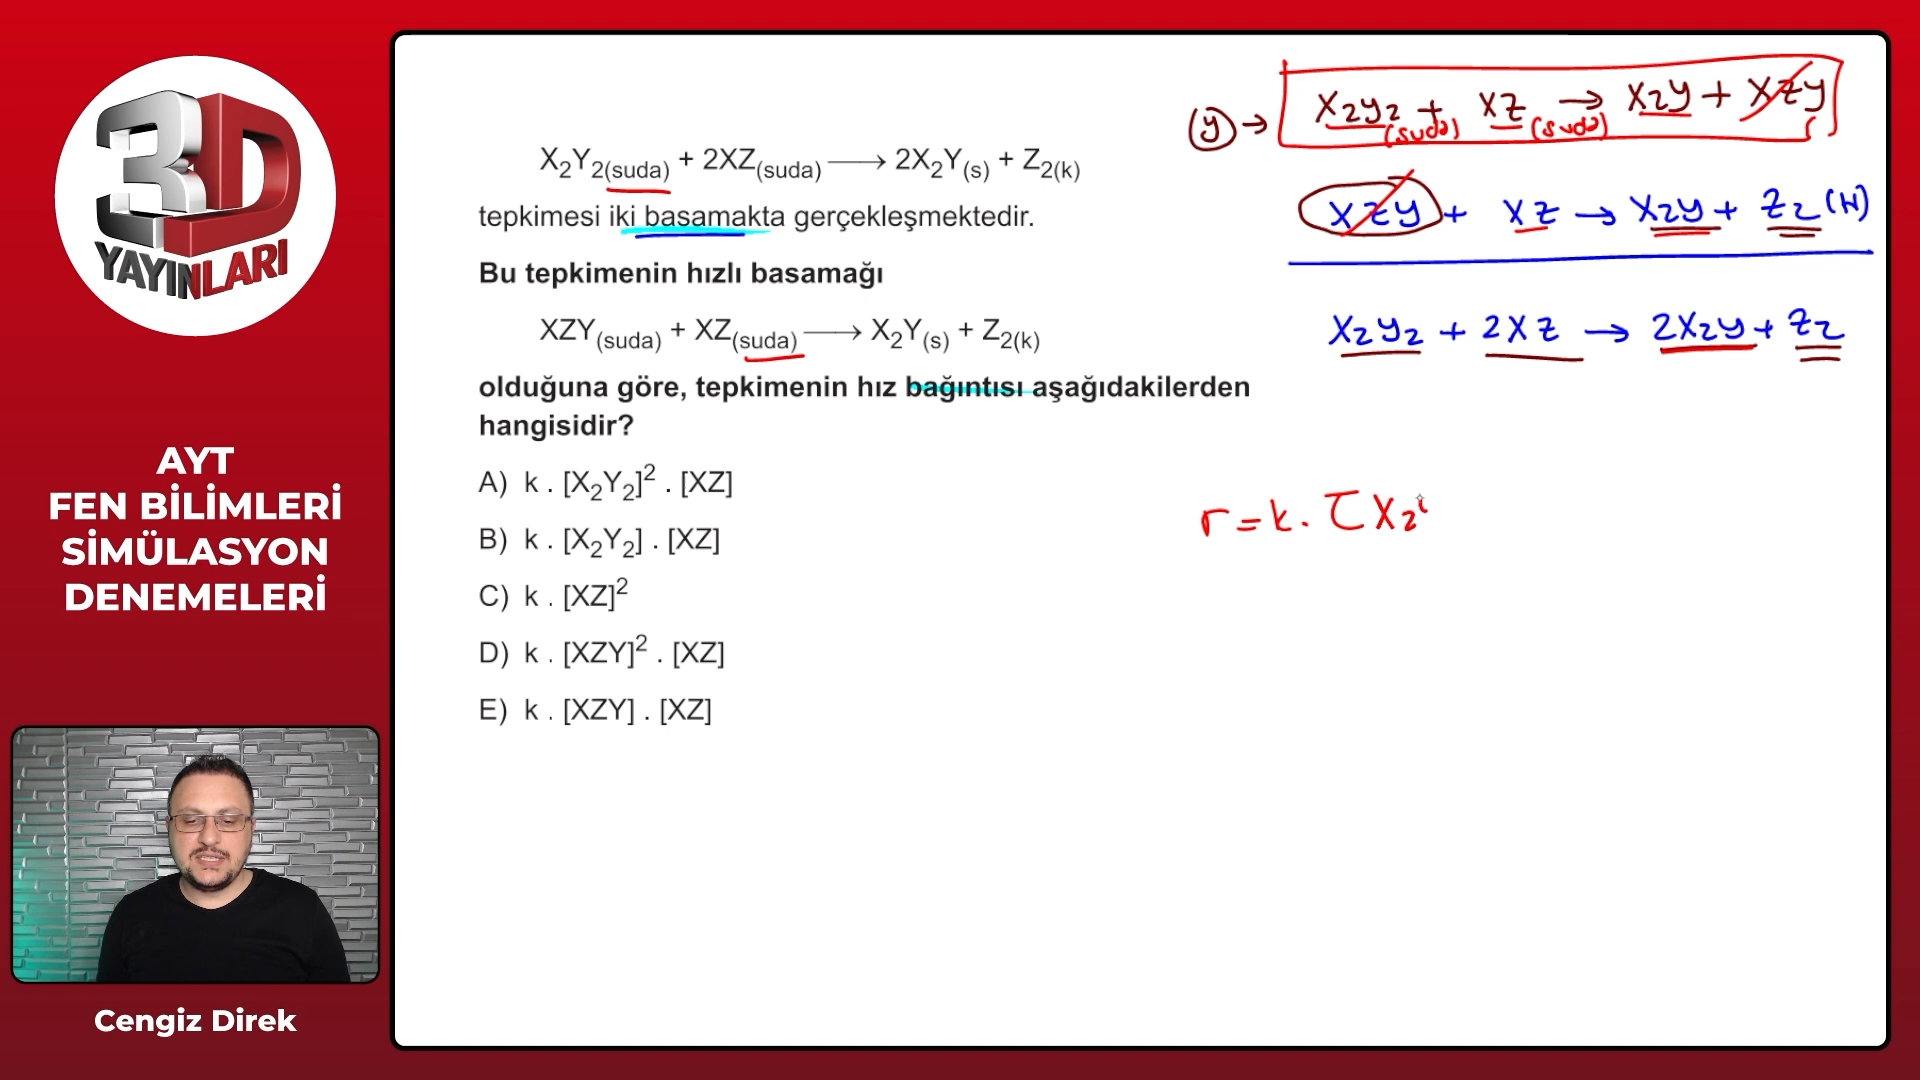 3D
YAYINLARI
AYT
FEN BİLİMLERİ
SİMÜLASYON
DENEMELERİ
Cengiz Direk
X₂Y₂(suda) + 2XZ(suda) ⟶ 2X₂Y(s) + Z₂(k)
tepkimesi iki basamakta gerçekleşmektedir.
Bu tepkimenin hızlı basamağı
XZY(suda) + XZ(suda) ⟶ X₂Y(s) + Z₂(k)
olduğuna göre, tepkimenin hız bağıntısı aşağıdakilerden
hangisidir?
A) k . [X₂Y₂]² . [XZ]
B) k . [X₂Y₂] . [XZ]
C) k . [XZ]²
D) k . [XZY]² . [XZ]
E) k . [XZY] . [XZ]
(y) → X₂y₂(suda) + XZ(suda) → X₂y + XZy
XZy + XZ → X₂y + Z₂ (H)
X₂y₂ + 2XZ → 2X₂y + Z₂
r = k . [X₂